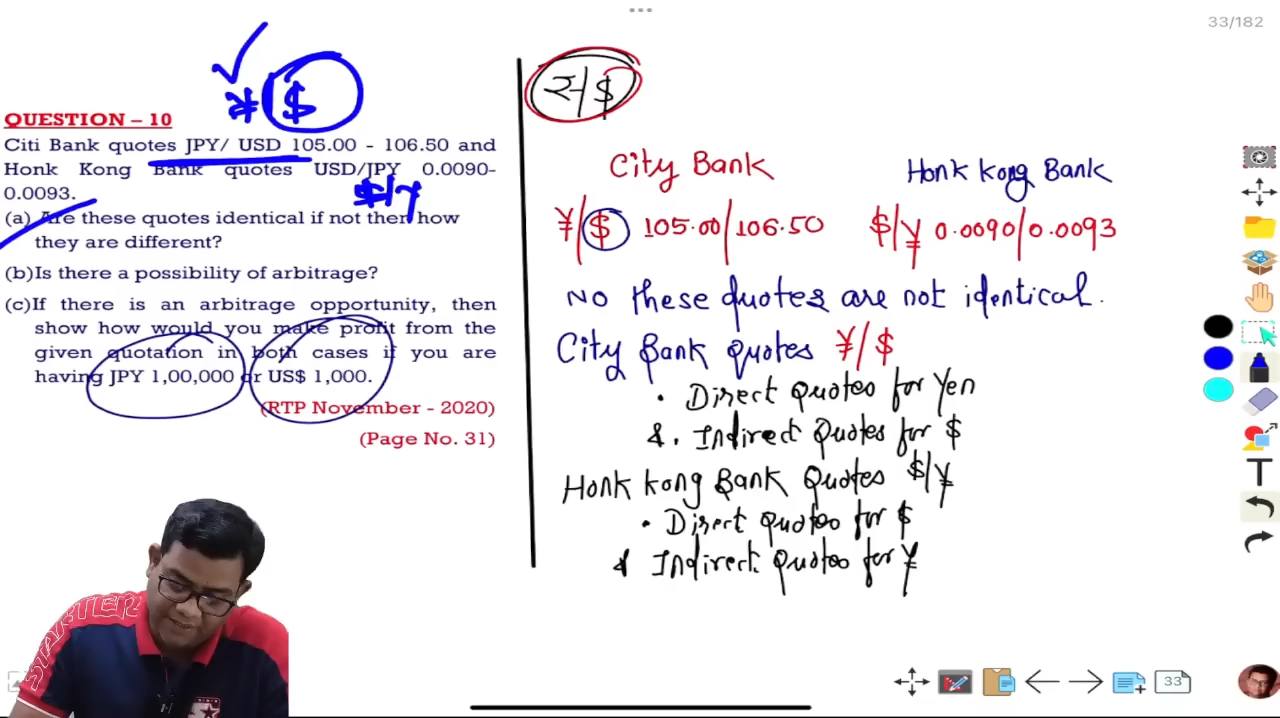 33/182
¥ $
QUESTION – 10
Citi Bank quotes JPY/ USD 105.00 - 106.50 and
Honk Kong Bank quotes USD/JPY 0.0090-
0.0093.
$/y
(a) Are these quotes identical if not then how
they are different?
(b)Is there a possibility of arbitrage?
(c)If there is an arbitrage opportunity, then
show how would you make profit from the
given quotation in both cases if you are
having JPY 1,00,000 or US$ 1,000.
(RTP November - 2020)
(Page No. 31)
₹/$
City Bank
¥/$ 105.00/106.50
Honk Kong Bank
$/¥ 0.0090/0.0093
No these quotes are not identical.
City Bank quotes ¥/$
• Direct Quotes for Yen
&. Indirect Quotes for $
Honk Kong Bank Quotes $/¥
• Direct Quotes for $
& Indirect Quotes for ¥
STARTER
T
33